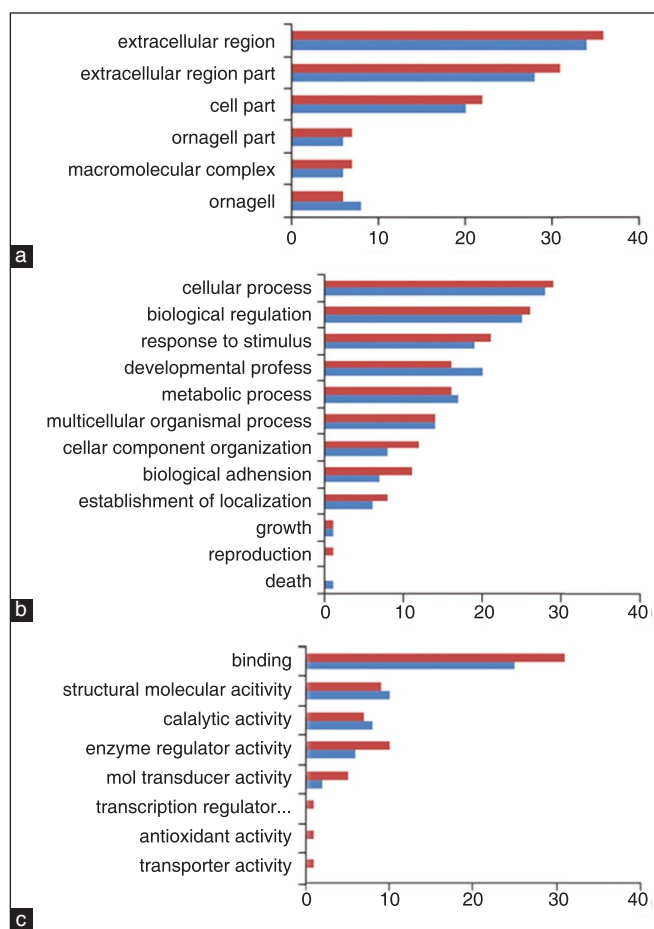 extracellular region
extracellular region part
cell part
ornagell part
macromolecular complex
ornagell
0 10 20 30 40
a
cellular process
biological regulation
response to stimulus
developmental profess
metabolic process
multicellular organismal process
cellar component organization
biological adhension
establishment of localization
growth
reproduction
death
0 10 20 30 40
b
binding
structural molecular acitivity
calalytic activity
enzyme regulator activity
mol transducer activity
transcription regulator...
antioxidant activity
transporter activity
0 10 20 30 40
c